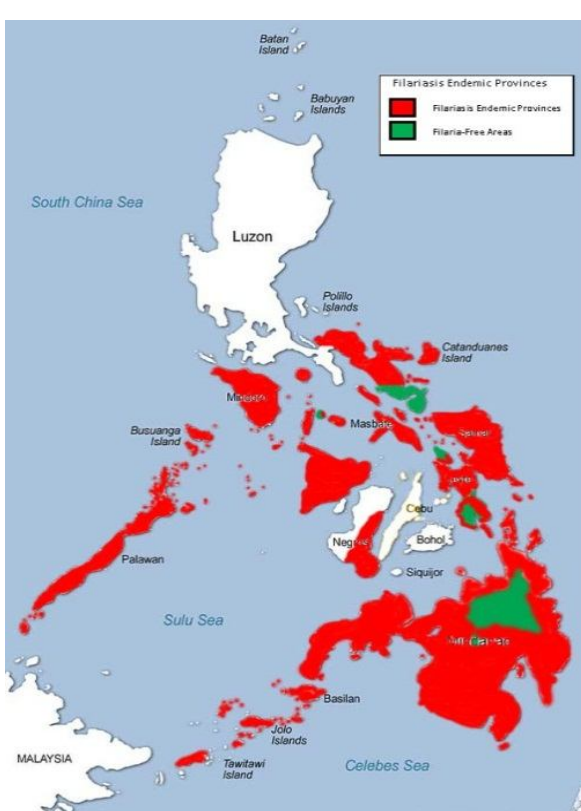 Batan
Island
Filariasis Endemic Provinces
Filariasis Endemic Provinces
Filaria-Free Areas
Babuyan
Islands
South China Sea
Luzon
Polillo
Islands
Catanduanes
Island
Busuanga
Island
Masbate
Cebu
Bohol
Siquijor
Palawan
Sulu Sea
Basilan
Jolo
Islands
Tawitawi
Island
MALAYSIA
Celebes Sea